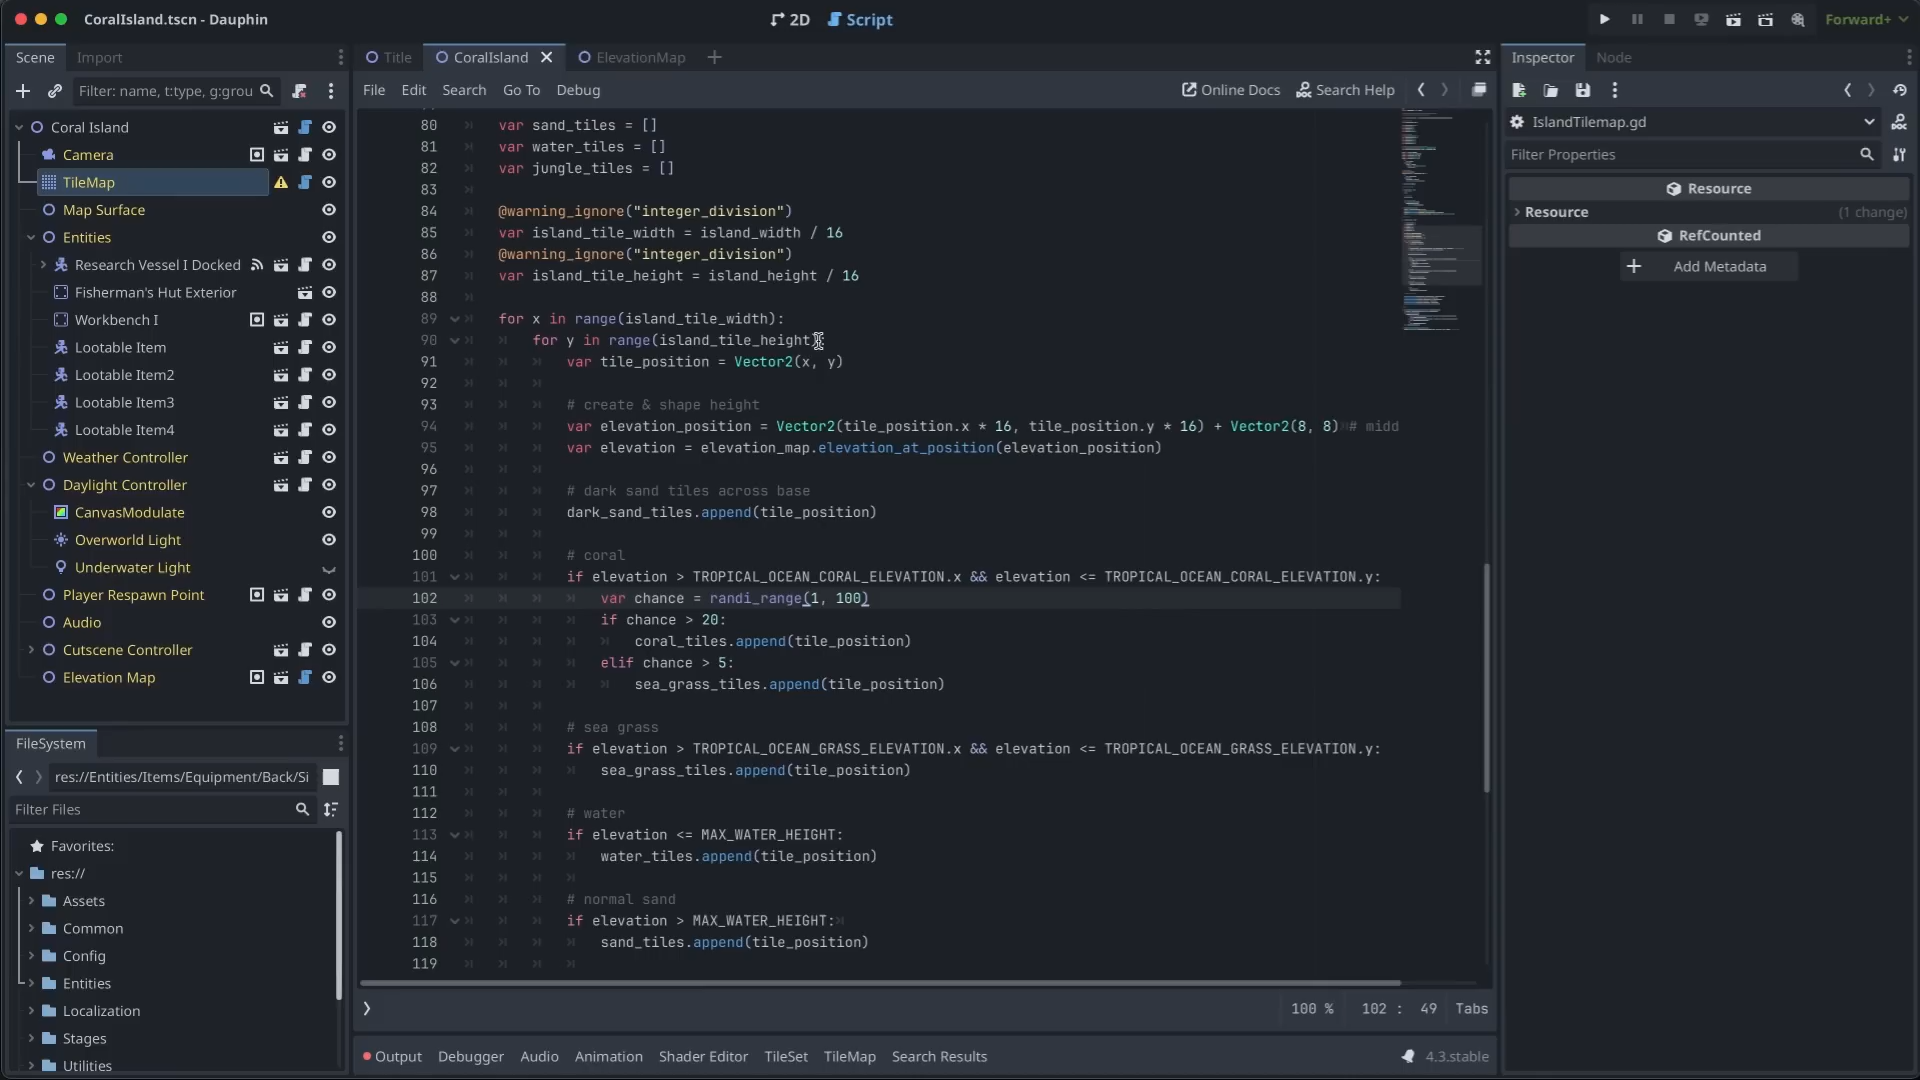 CoralIsland.tscn - Dauphin
2D
Script
Forward+
Scene
Import
Title
CoralIsland
ElevationMap
Inspector
Node
Filter: name, t:type, g:grou
File
Edit
Search
Go To
Debug
Online Docs
Search Help
IslandTilemap.gd
Filter Properties
Resource
Resource
(1 change)
RefCounted
Add Metadata
Coral Island
Camera
TileMap
Map Surface
Entities
Research Vessel I Docked
Fisherman's Hut Exterior
Workbench I
Lootable Item
Lootable Item2
Lootable Item3
Lootable Item4
Weather Controller
Daylight Controller
CanvasModulate
Overworld Light
Underwater Light
Player Respawn Point
Audio
Cutscene Controller
Elevation Map
FileSystem
res://Entities/Items/Equipment/Back/Si
Filter Files
Favorites:
res://
Assets
Common
Config
Entities
Localization
Stages
Utilities
80 var sand_tiles = []
81 var water_tiles = []
82 var jungle_tiles = []
83
84 @warning_ignore("integer_division")
85 var island_tile_width = island_width / 16
86 @warning_ignore("integer_division")
87 var island_tile_height = island_height / 16
88
89 for x in range(island_tile_width):
90 for y in range(island_tile_height):
91 var tile_position = Vector2(x, y)
92
93 # create & shape height
94 var elevation_position = Vector2(tile_position.x * 16, tile_position.y * 16) + Vector2(8, 8) # midd
95 var elevation = elevation_map.elevation_at_position(elevation_position)
96
97 # dark sand tiles across base
98 dark_sand_tiles.append(tile_position)
99
100 # coral
101 if elevation > TROPICAL_OCEAN_CORAL_ELEVATION.x && elevation <= TROPICAL_OCEAN_CORAL_ELEVATION.y:
102 var chance = randi_range(1, 100)
103 if chance > 20:
104 coral_tiles.append(tile_position)
105 elif chance > 5:
106 sea_grass_tiles.append(tile_position)
107
108 # sea grass
109 if elevation > TROPICAL_OCEAN_GRASS_ELEVATION.x && elevation <= TROPICAL_OCEAN_GRASS_ELEVATION.y:
110 sea_grass_tiles.append(tile_position)
111
112 # water
113 if elevation <= MAX_WATER_HEIGHT:
114 water_tiles.append(tile_position)
115
116 # normal sand
117 if elevation > MAX_WATER_HEIGHT:
118 sand_tiles.append(tile_position)
119
100 %
102 : 49
Tabs
Output
Debugger
Audio
Animation
Shader Editor
TileSet
TileMap
Search Results
4.3.stable